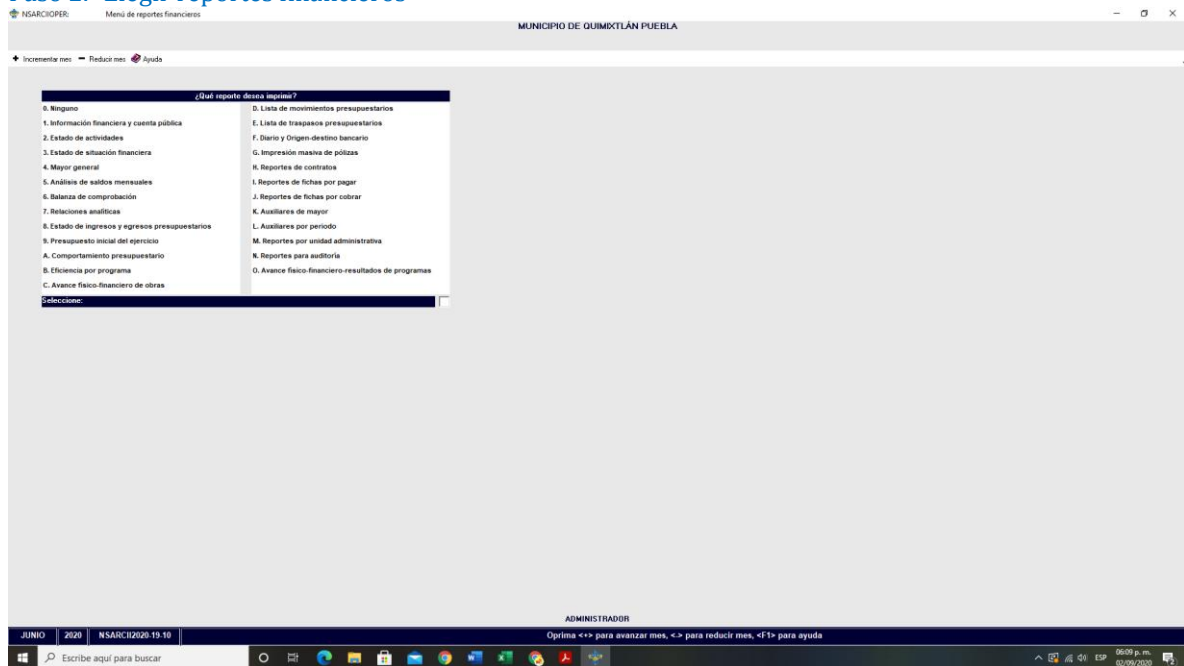 Paso 2. Elegir reportes financieros
NSARCIIOPER: Menú de reportes financieros
MUNICIPIO DE QUIMIXTLÁN PUEBLA
Incrementar mes Reducir mes Ayuda
¿Qué reporte desea imprimir?
0. Ninguno
1. Información financiera y cuenta pública
2. Estado de actividades
3. Estado de situación financiera
4. Mayor general
5. Análisis de saldos mensuales
6. Balanza de comprobación
7. Relaciones analíticas
8. Estado de ingresos y egresos presupuestarios
9. Presupuesto inicial del ejercicio
A. Comportamiento presupuestario
B. Eficiencia por programa
C. Avance físico-financiero de obras
D. Lista de movimientos presupuestarios
E. Lista de traspasos presupuestarios
F. Diario y Origen-destino bancario
G. Impresión masiva de pólizas
H. Reportes de contratos
I. Reportes de fichas por pagar
J. Reportes de fichas por cobrar
K. Auxiliares de mayor
L. Auxiliares por periodo
M. Reportes por unidad administrativa
N. Reportes para auditoría
O. Avance físico-financiero-resultados de programas
Seleccione:
ADMINISTRADOR
JUNIO 2020 NSARCII2020-19-10 Oprima <+> para avanzar mes, <-> para reducir mes, <F1> para ayuda
Escribe aquí para buscar
ESP 06:09 p. m.
02/09/2020